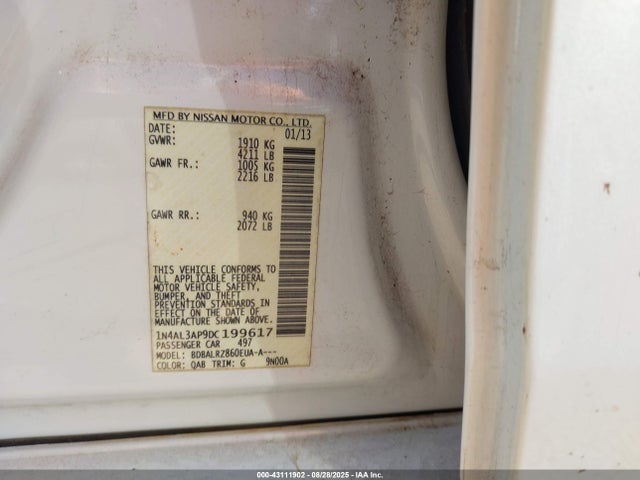 MFD BY NISSAN MOTOR CO., LTD.
DATE: 01/13
GVWR: 1910 KG
4211 LB
GAWR FR.: 1005 KG
2216 LB
GAWR RR.: 940 KG
2072 LB
THIS VEHICLE CONFORMS TO
ALL APPLICABLE FEDERAL
MOTOR VEHICLE SAFETY,
BUMPER, AND THEFT
PREVENTION STANDARDS IN
EFFECT ON THE DATE OF
MANUFACTURE SHOWN ABOVE.
1N4AL3AP9DC199617
PASSENGER CAR 497
MODEL: BDBALRZ860EUA-A---
COLOR: QAB TRIM: G 9N00A
000-43111902 - 08/28/2025 - IAA Inc.